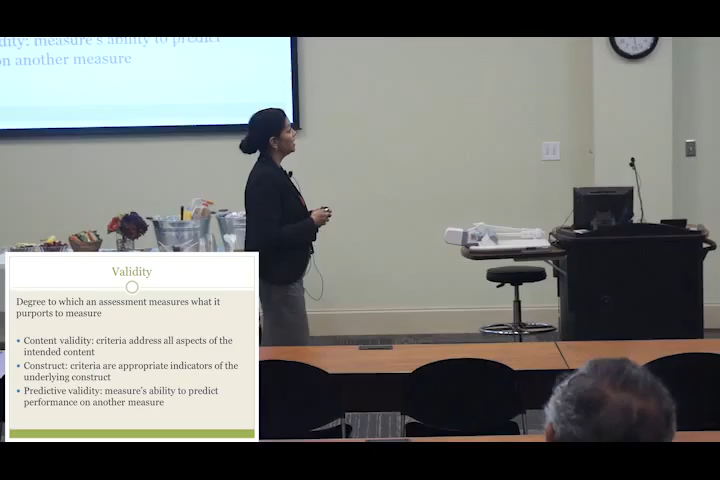 dity: measure's ability to predict
on another measure
Validity
Degree to which an assessment measures what it
purports to measure
• Content validity: criteria address all aspects of the
intended content
• Construct: criteria are appropriate indicators of the
underlying construct
• Predictive validity: measure's ability to predict
performance on another measure